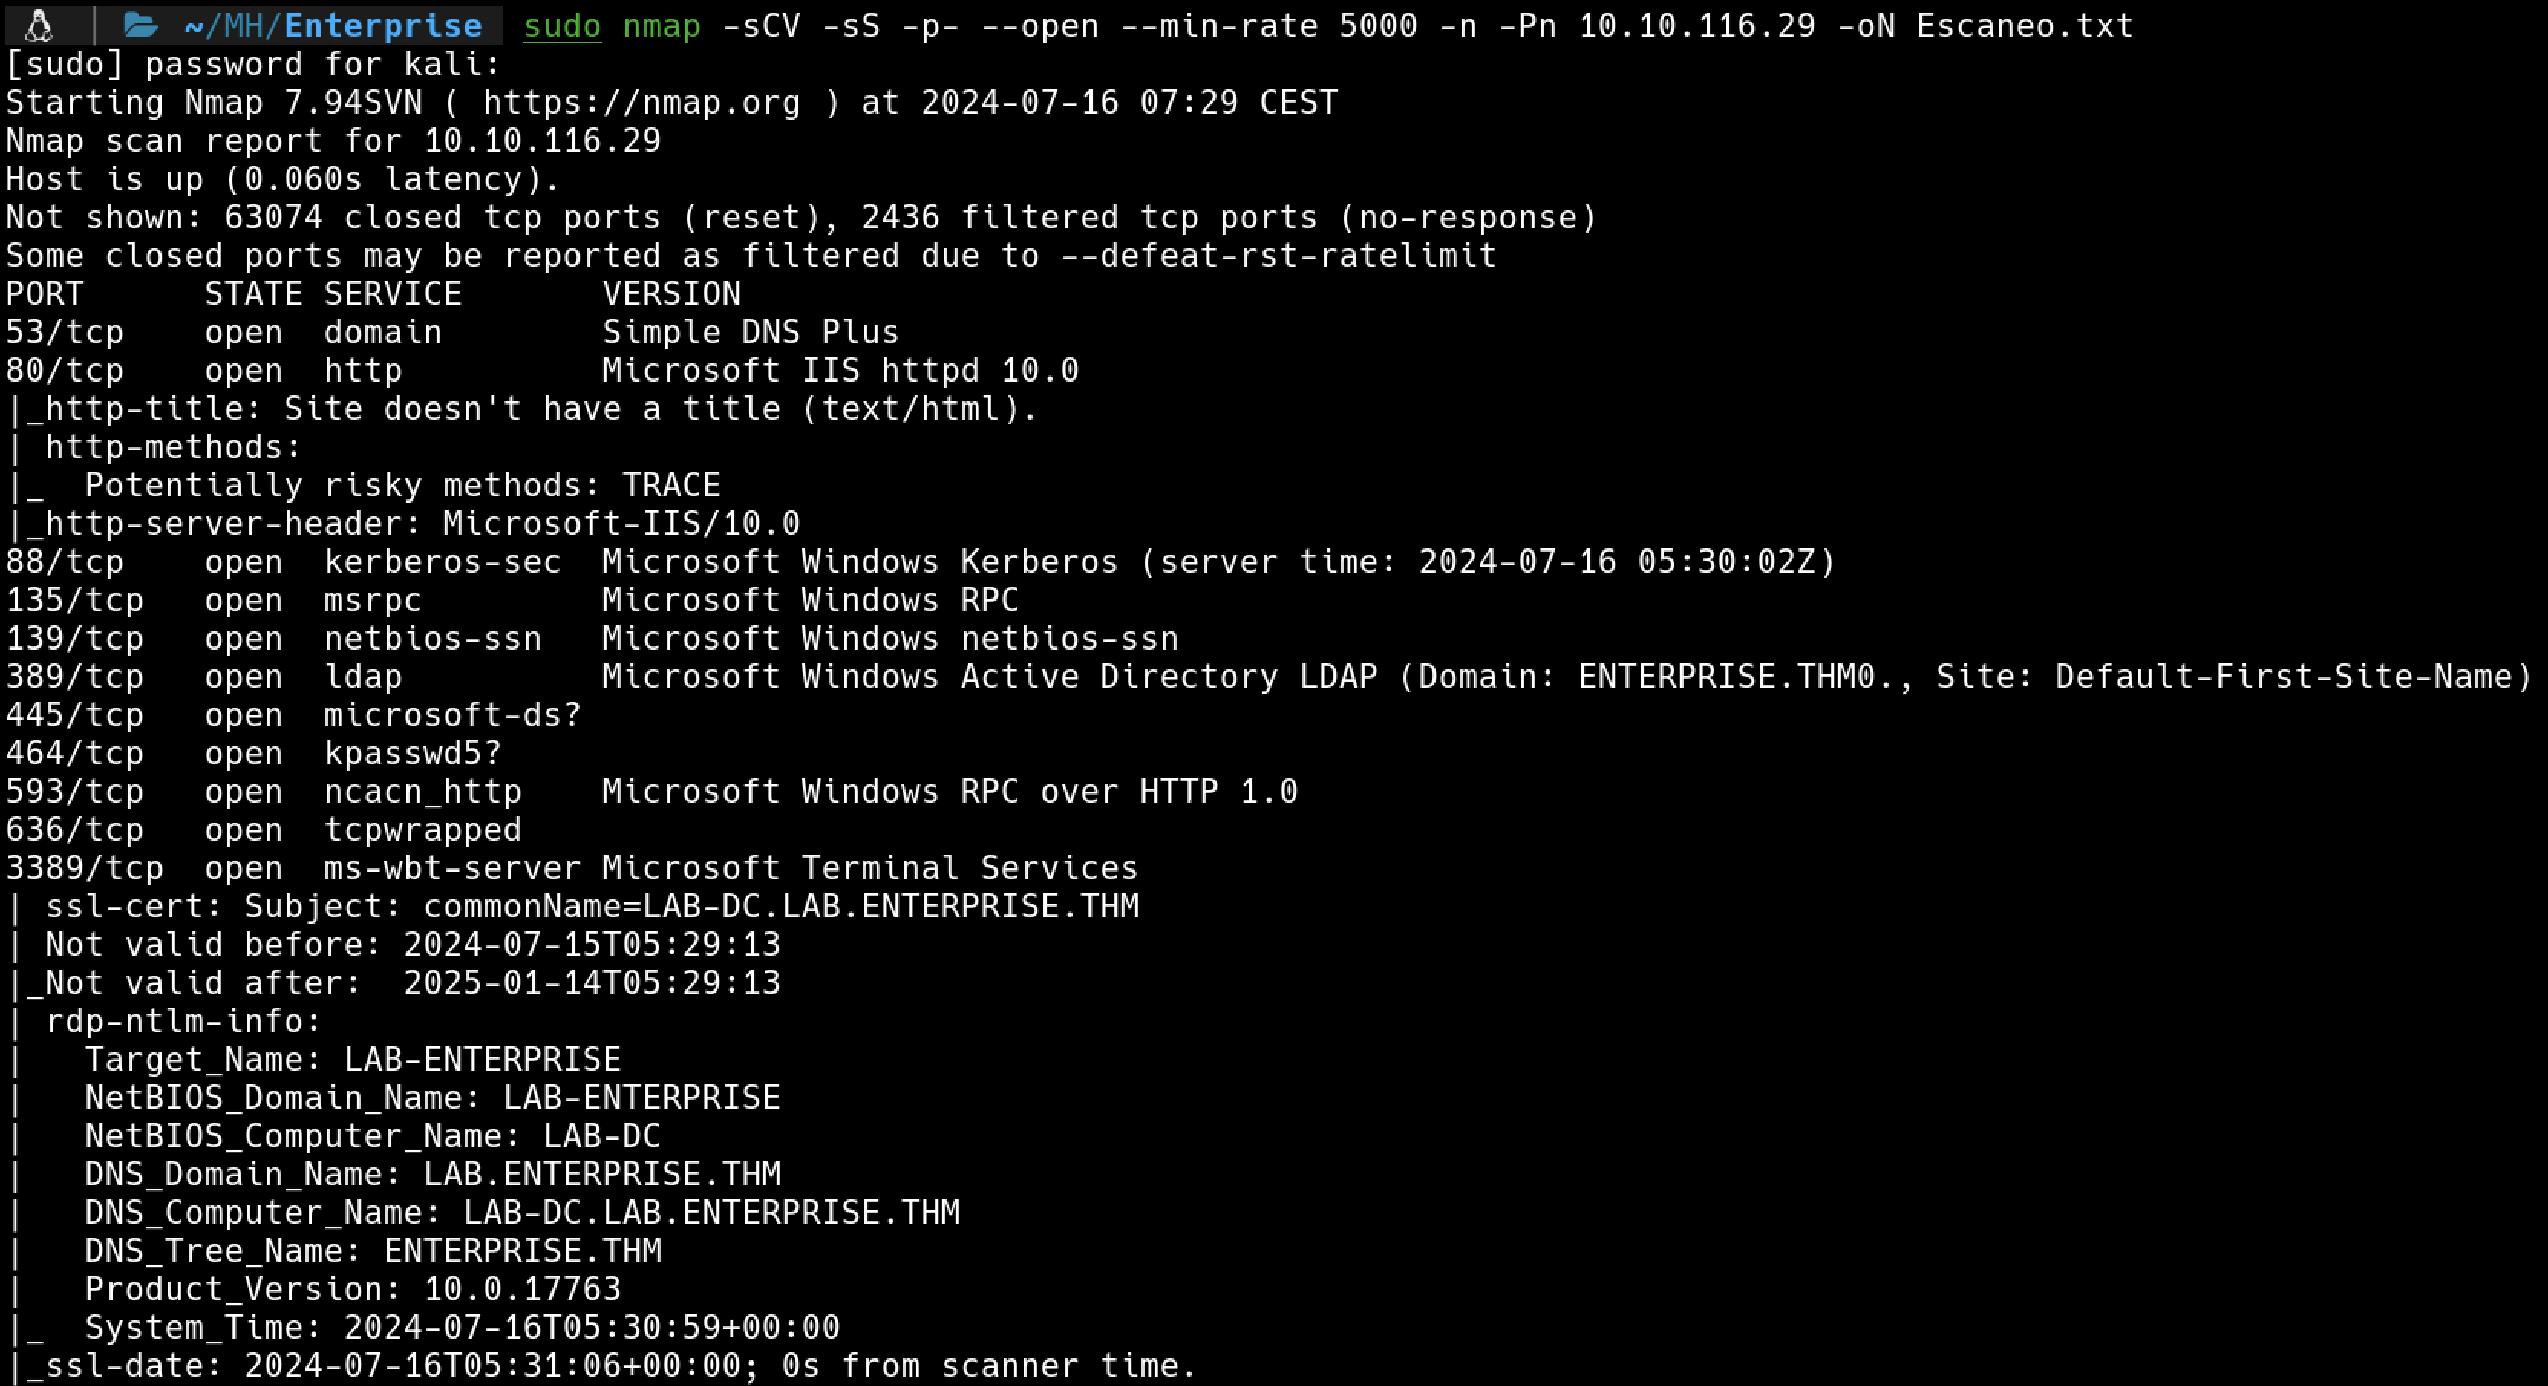 ~/MH/Enterprise sudo nmap -sCV -sS -p- --open --min-rate 5000 -n -Pn 10.10.116.29 -oN Escaneo.txt
[sudo] password for kali:
Starting Nmap 7.94SVN ( https://nmap.org ) at 2024-07-16 07:29 CEST
Nmap scan report for 10.10.116.29
Host is up (0.060s latency).
Not shown: 63074 closed tcp ports (reset), 2436 filtered tcp ports (no-response)
Some closed ports may be reported as filtered due to --defeat-rst-ratelimit
PORT      STATE SERVICE       VERSION
53/tcp    open  domain        Simple DNS Plus
80/tcp    open  http          Microsoft IIS httpd 10.0
|_http-title: Site doesn't have a title (text/html).
| http-methods:
|_  Potentially risky methods: TRACE
|_http-server-header: Microsoft-IIS/10.0
88/tcp    open  kerberos-sec  Microsoft Windows Kerberos (server time: 2024-07-16 05:30:02Z)
135/tcp   open  msrpc         Microsoft Windows RPC
139/tcp   open  netbios-ssn   Microsoft Windows netbios-ssn
389/tcp   open  ldap          Microsoft Windows Active Directory LDAP (Domain: ENTERPRISE.THM0., Site: Default-First-Site-Name)
445/tcp   open  microsoft-ds?
464/tcp   open  kpasswd5?
593/tcp   open  ncacn_http    Microsoft Windows RPC over HTTP 1.0
636/tcp   open  tcpwrapped
3389/tcp  open  ms-wbt-server Microsoft Terminal Services
| ssl-cert: Subject: commonName=LAB-DC.LAB.ENTERPRISE.THM
| Not valid before: 2024-07-15T05:29:13
|_Not valid after:  2025-01-14T05:29:13
| rdp-ntlm-info:
|   Target_Name: LAB-ENTERPRISE
|   NetBIOS_Domain_Name: LAB-ENTERPRISE
|   NetBIOS_Computer_Name: LAB-DC
|   DNS_Domain_Name: LAB.ENTERPRISE.THM
|   DNS_Computer_Name: LAB-DC.LAB.ENTERPRISE.THM
|   DNS_Tree_Name: ENTERPRISE.THM
|   Product_Version: 10.0.17763
|_  System_Time: 2024-07-16T05:30:59+00:00
|_ssl-date: 2024-07-16T05:31:06+00:00; 0s from scanner time.